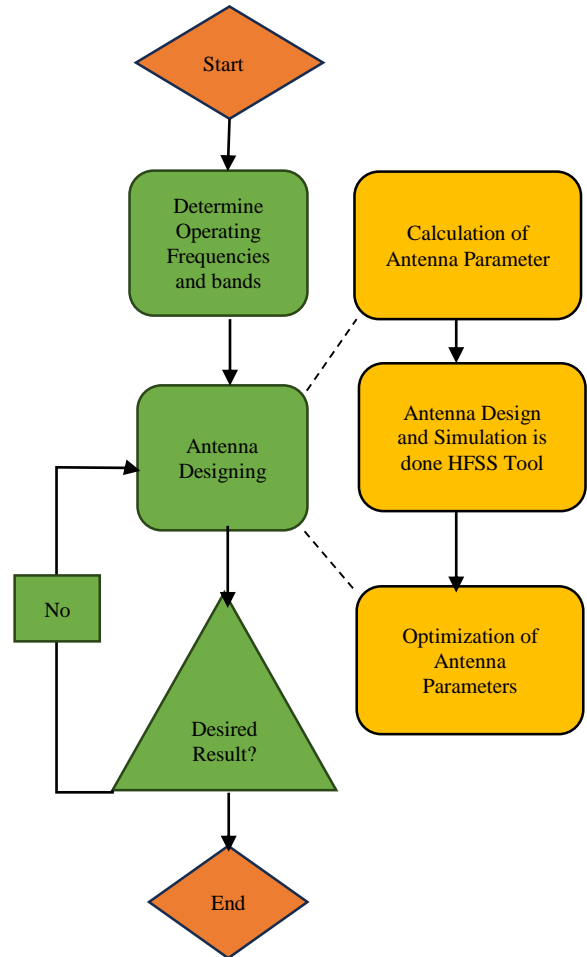 Start
Determine
Operating
Frequencies
and bands
Calculation of
Antenna Parameter
Antenna
Designing
Antenna Design
and Simulation is
done HFSS Tool
No
Optimization of
Antenna
Parameters
Desired
Result?
End